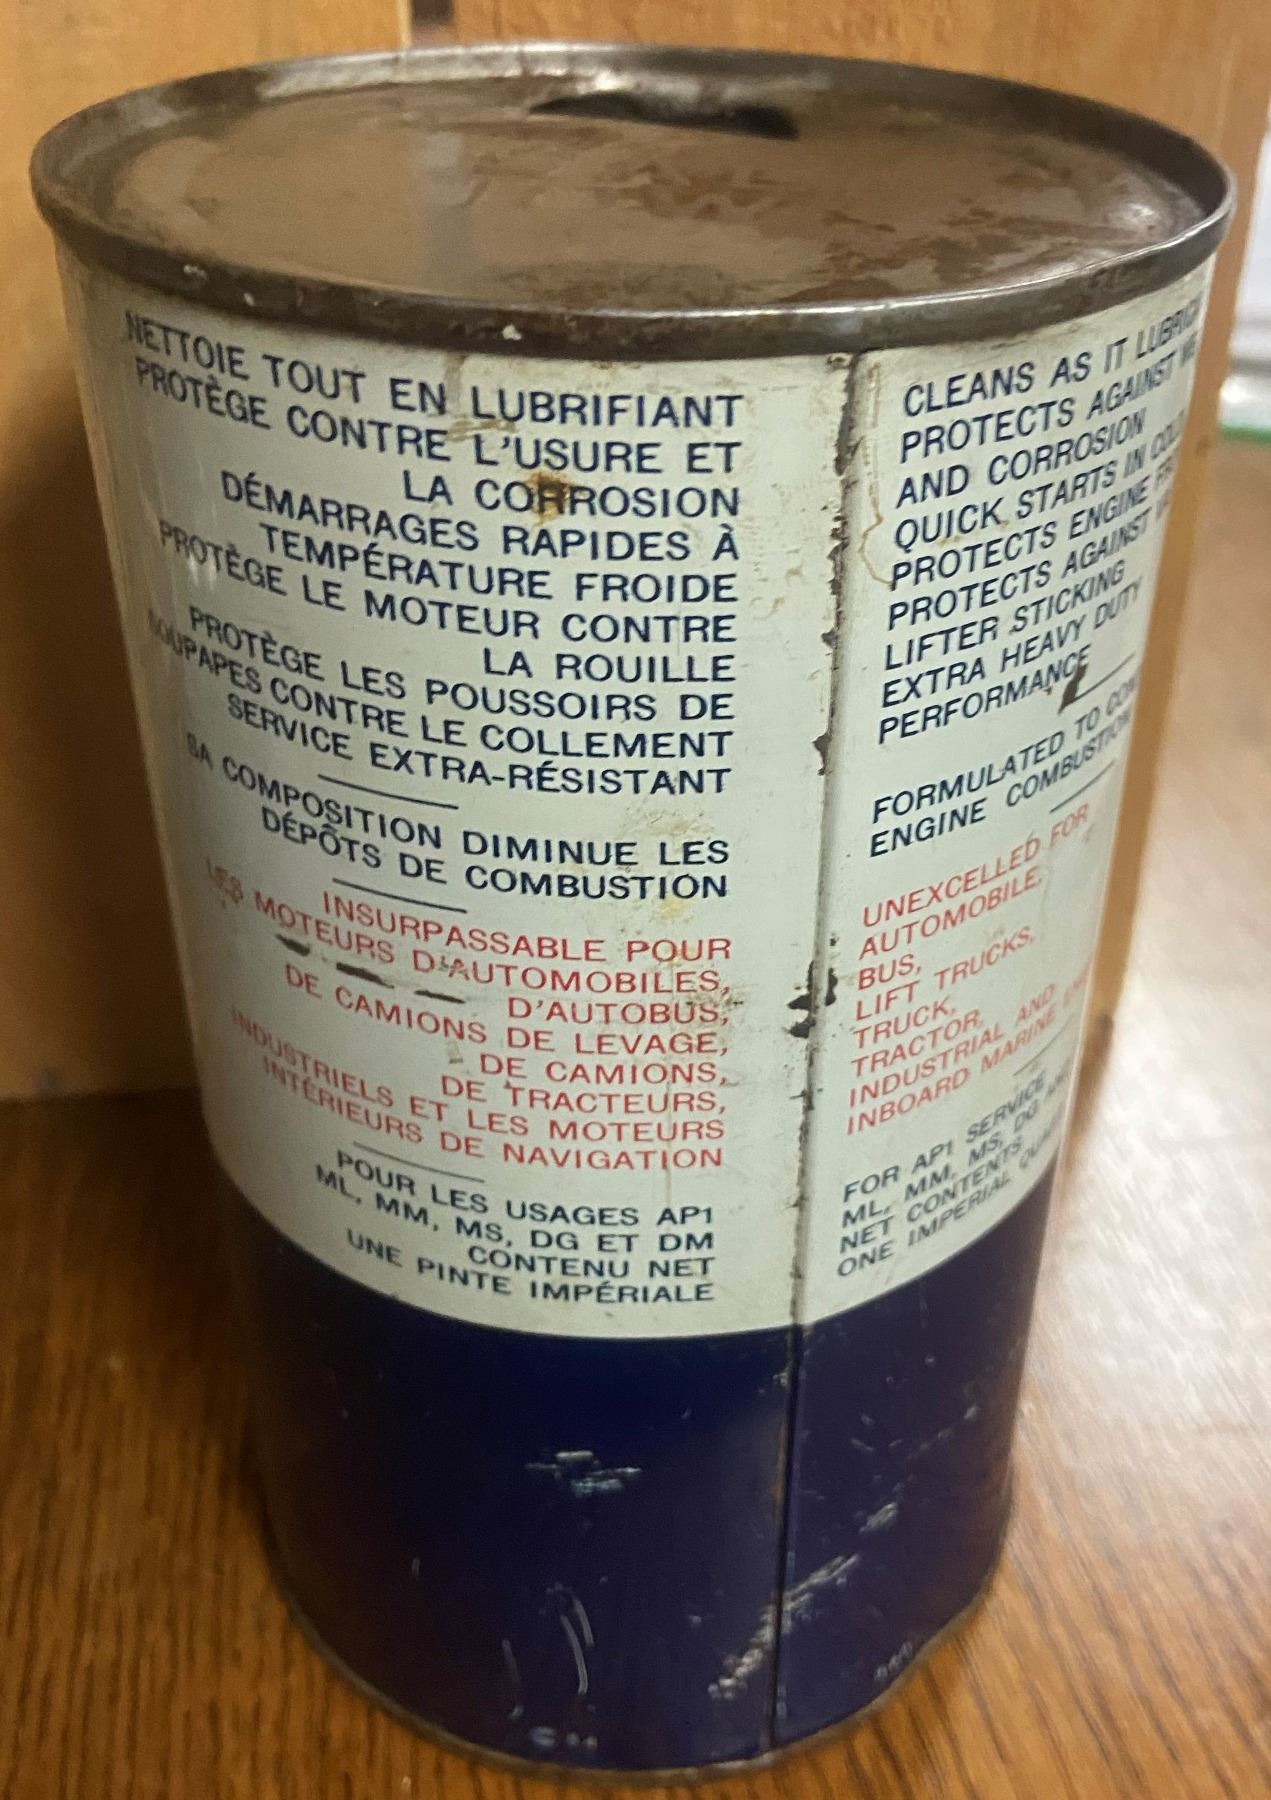 NETTOIE TOUT EN LUBRIFIANT
PROTÈGE CONTRE L'USURE ET
LA CORROSION
DÉMARRAGES RAPIDES À
TEMPÉRATURE FROIDE
PROTÈGE LE MOTEUR CONTRE
LA ROUILLE
PROTÈGE LES POUSSOIRS DE
SOUPAPES CONTRE LE COLLEMENT
SERVICE EXTRA-RÉSISTANT
SA COMPOSITION DIMINUE LES
DÉPÔTS DE COMBUSTION
INSURPASSABLE POUR
LES MOTEURS D'AUTOMOBILES,
D'AUTOBUS,
DE CAMIONS DE LEVAGE,
DE CAMIONS,
DE TRACTEURS,
INDUSTRIELS ET LES MOTEURS
INTÉRIEURS DE NAVIGATION
POUR LES USAGES AP1
ML, MM, MS, DG ET DM
CONTENU NET
UNE PINTE IMPÉRIALE
CLEANS AS IT
PROTECTS AGAINST
AND CORROSION
QUICK STARTS IN
PROTECTS ENGINE
PROTECTS AGAINST
LIFTER STICKING
EXTRA HEAVY DUTY
PERFORMANCE
FORMULATED TO
ENGINE COMBUSTION
UNEXCELLED FOR
AUTOMOBILE,
BUS,
LIFT TRUCKS,
TRUCK,
TRACTOR,
INDUSTRIAL AND
INBOARD MARINE
FOR AP1 SERVICE
ML, MM, MS, DG
NET CONTENTS
ONE IMPERIAL